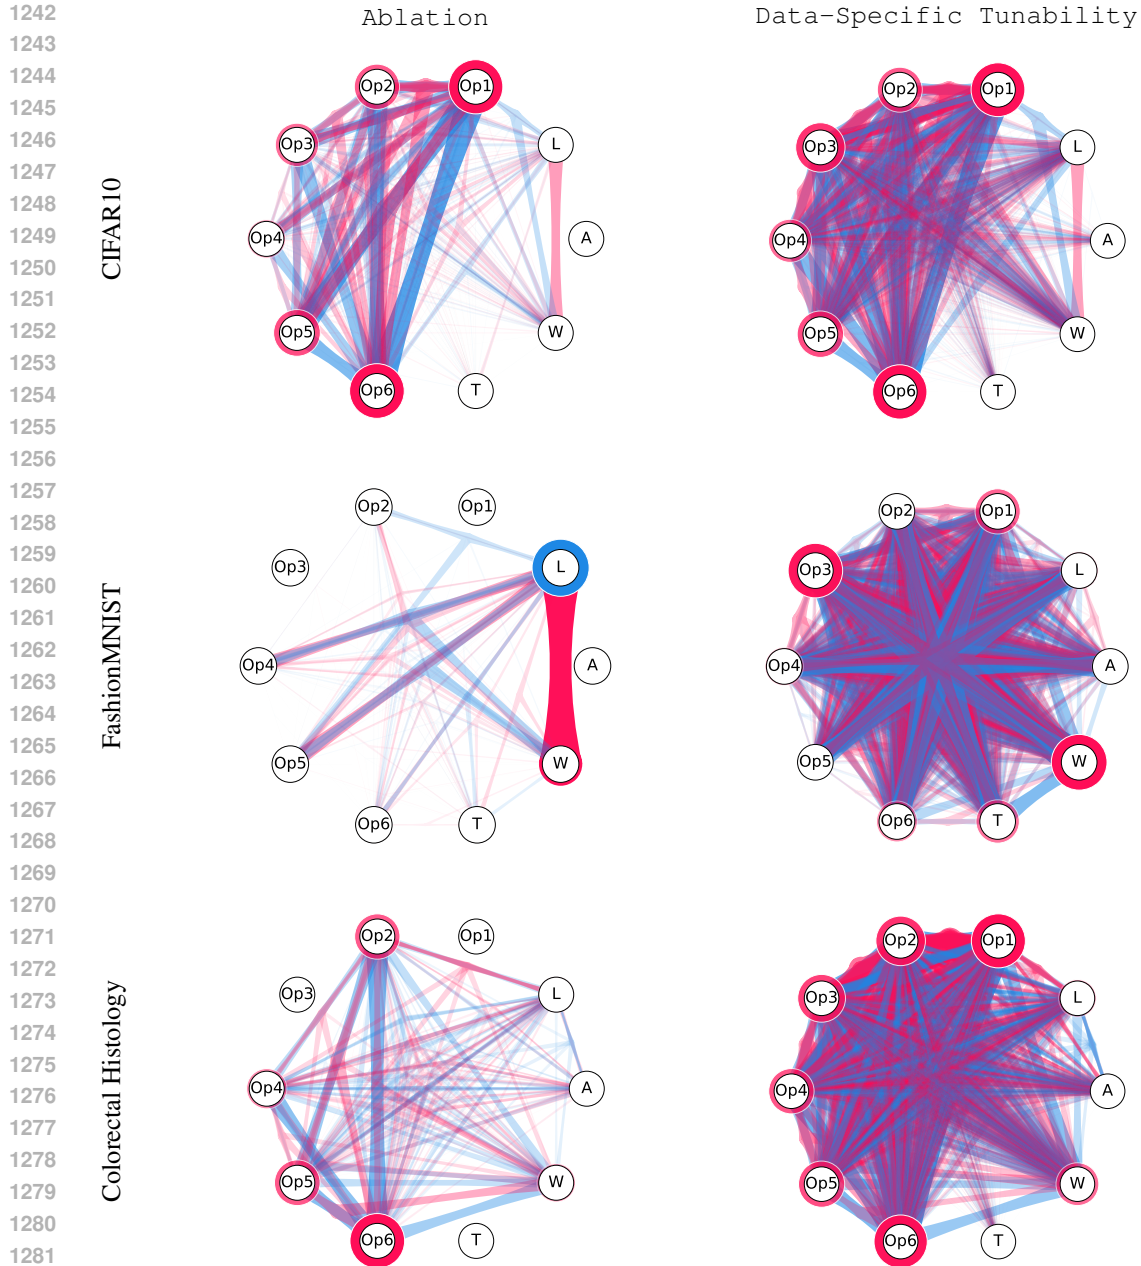 1242
Ablation
Data-Specific Tunability
1243
1244
Op2
Op1
Op2
Op1
1245
1246
Op3
L
Op3
L
1247
1248
CIFAR10
1249
Op4
A
Op4
A
1250
1251
1252
Op5
W
Op5
W
1253
1254
Op6
T
Op6
T
1255
1256
1257
Op2
Op1
Op2
Op1
1258
1259
Op3
L
Op3
L
1260
1261
FashionMNIST
1262
Op4
A
Op4
A
1263
1264
1265
Op5
W
Op5
W
1266
1267
Op6
T
Op6
T
1268
1269
1270
1271
Op2
Op1
Op2
Op1
1272
1273
Op3
L
Op3
L
1274
1275
Colorectal Histology
1276
Op4
A
Op4
A
1277
1278
1279
Op5
W
Op5
W
1280
Op6
T
Op6
T
1281